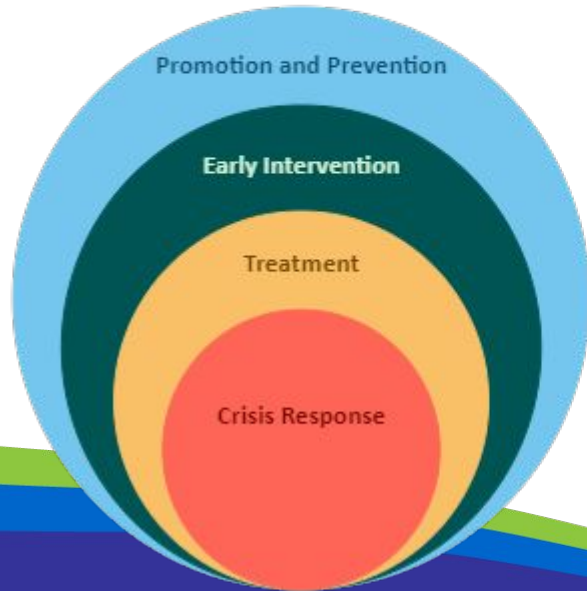 Promotion and Prevention
Early Intervention
Treatment
Crisis Response